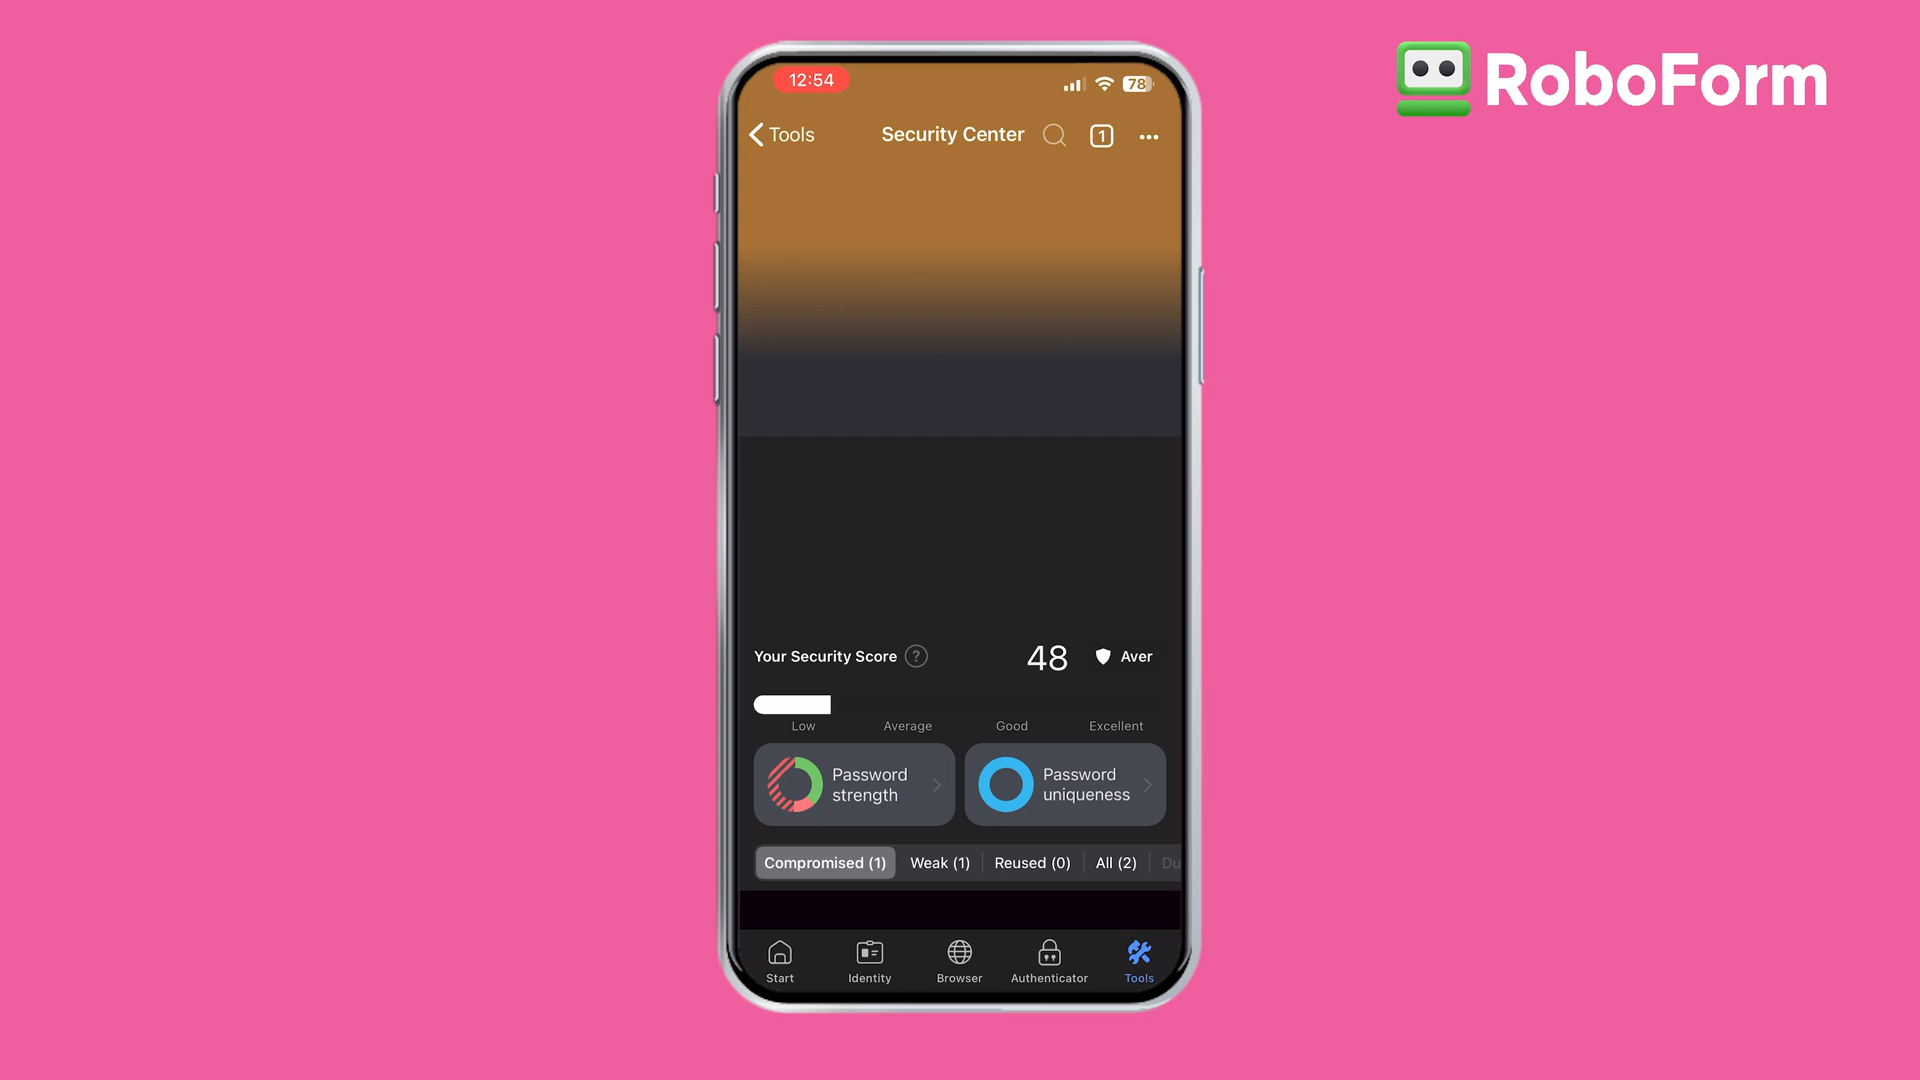 RoboForm
12:54
78
Tools
Security Center
1
Your Security Score ?
48
Aver
Low
Average
Good
Excellent
Password
strength
Password
uniqueness
Compromised (1)
Weak (1)
Reused (0)
All (2)
Du
Start
Identity
Browser
Authenticator
Tools